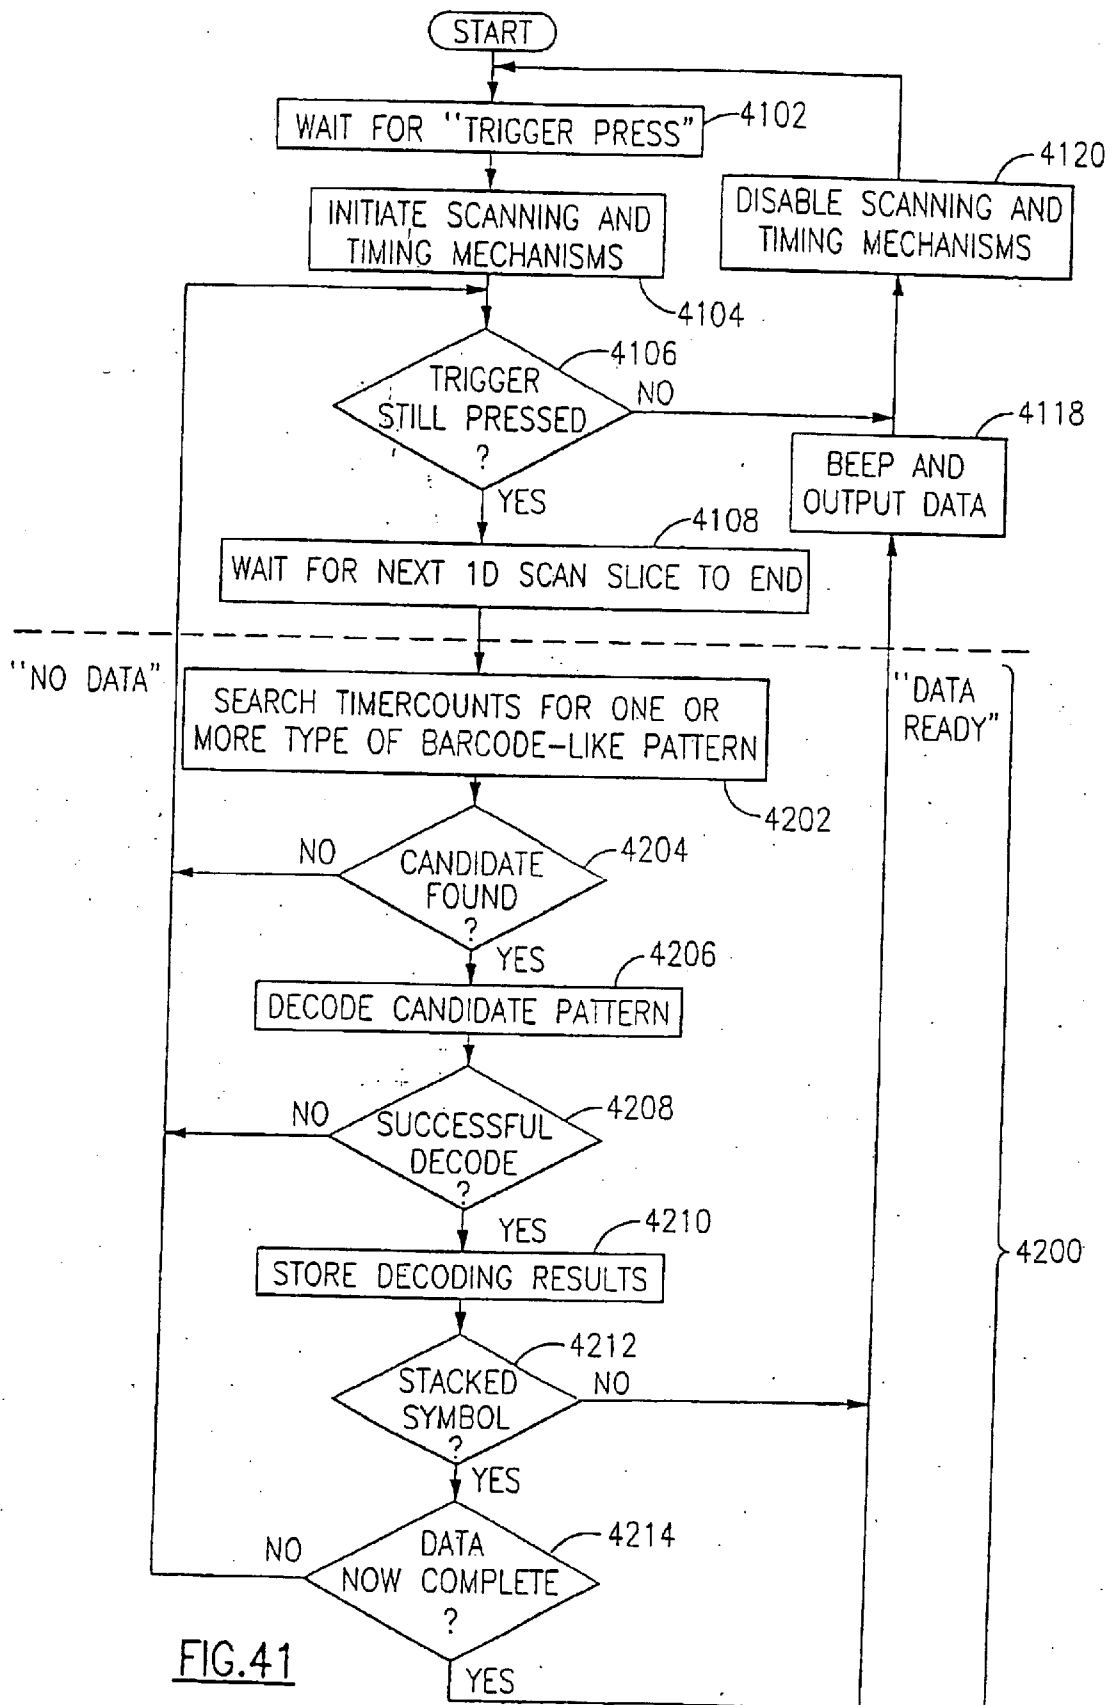 START
WAIT FOR "TRIGGER PRESS"
4102
INITIATE SCANNING AND
TIMING MECHANISMS
4104
DISABLE SCANNING AND
TIMING MECHANISMS
4120
TRIGGER
STILL PRESSED
?
4106
NO
YES
BEEP AND
OUTPUT DATA
4118
WAIT FOR NEXT 1D SCAN SLICE TO END
4108
"NO DATA"
"DATA
READY"
SEARCH TIMERCOUNTS FOR ONE OR
MORE TYPE OF BARCODE-LIKE PATTERN
4202
CANDIDATE
FOUND
?
4204
NO
YES
DECODE CANDIDATE PATTERN
4206
SUCCESSFUL
DECODE
?
4208
NO
YES
STORE DECODING RESULTS
4210
4200
STACKED
SYMBOL
?
4212
NO
YES
DATA
NOW COMPLETE
?
4214
NO
YES
FIG.41